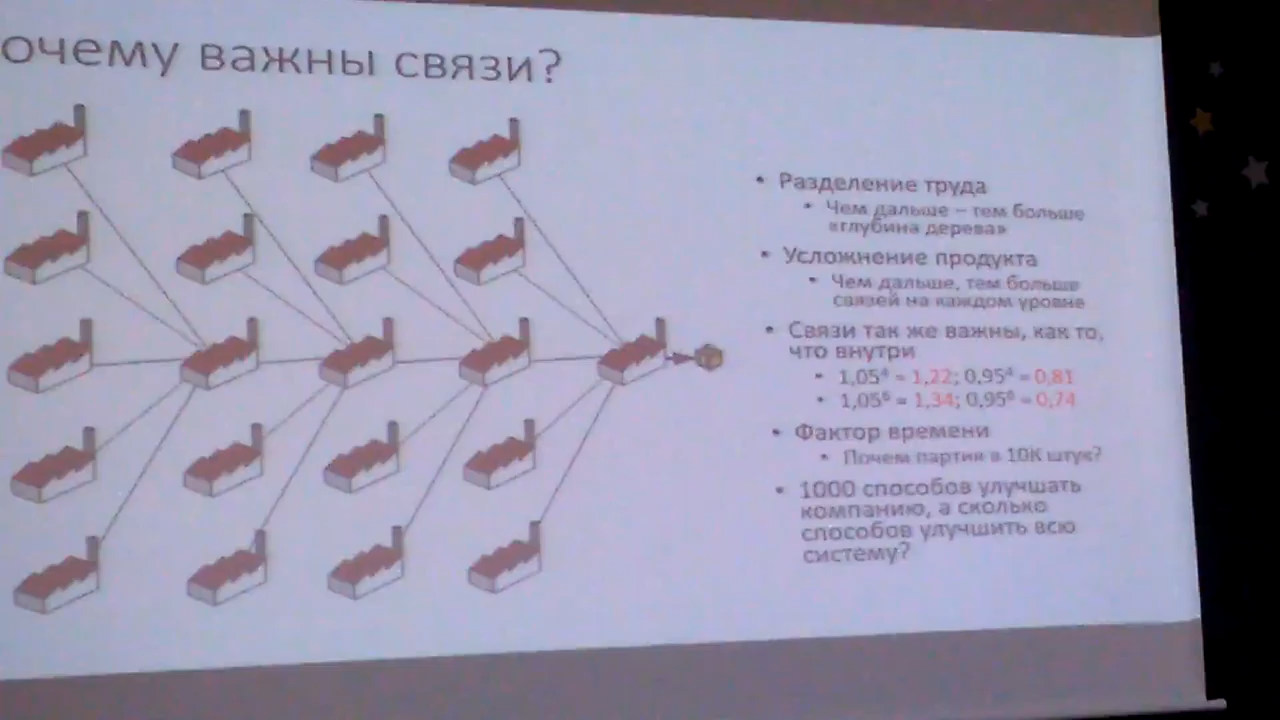 очему важны связи?
• Разделение труда
• Чем дальше – тем больше
«глубина дерева»
• Усложнение продукта
• Чем дальше, тем больше
связей на каждом уровне
• Связи так же важны, как то,
что внутри
• 1,05⁴ = 1,22; 0,95⁴ = 0,81
• 1,05⁶ = 1,34; 0,95⁶ = 0,74
• Фактор времени
• Почем партия в 10К штук?
• 1000 способов улучшать
компанию, а сколько
способов улучшить всю
систему?